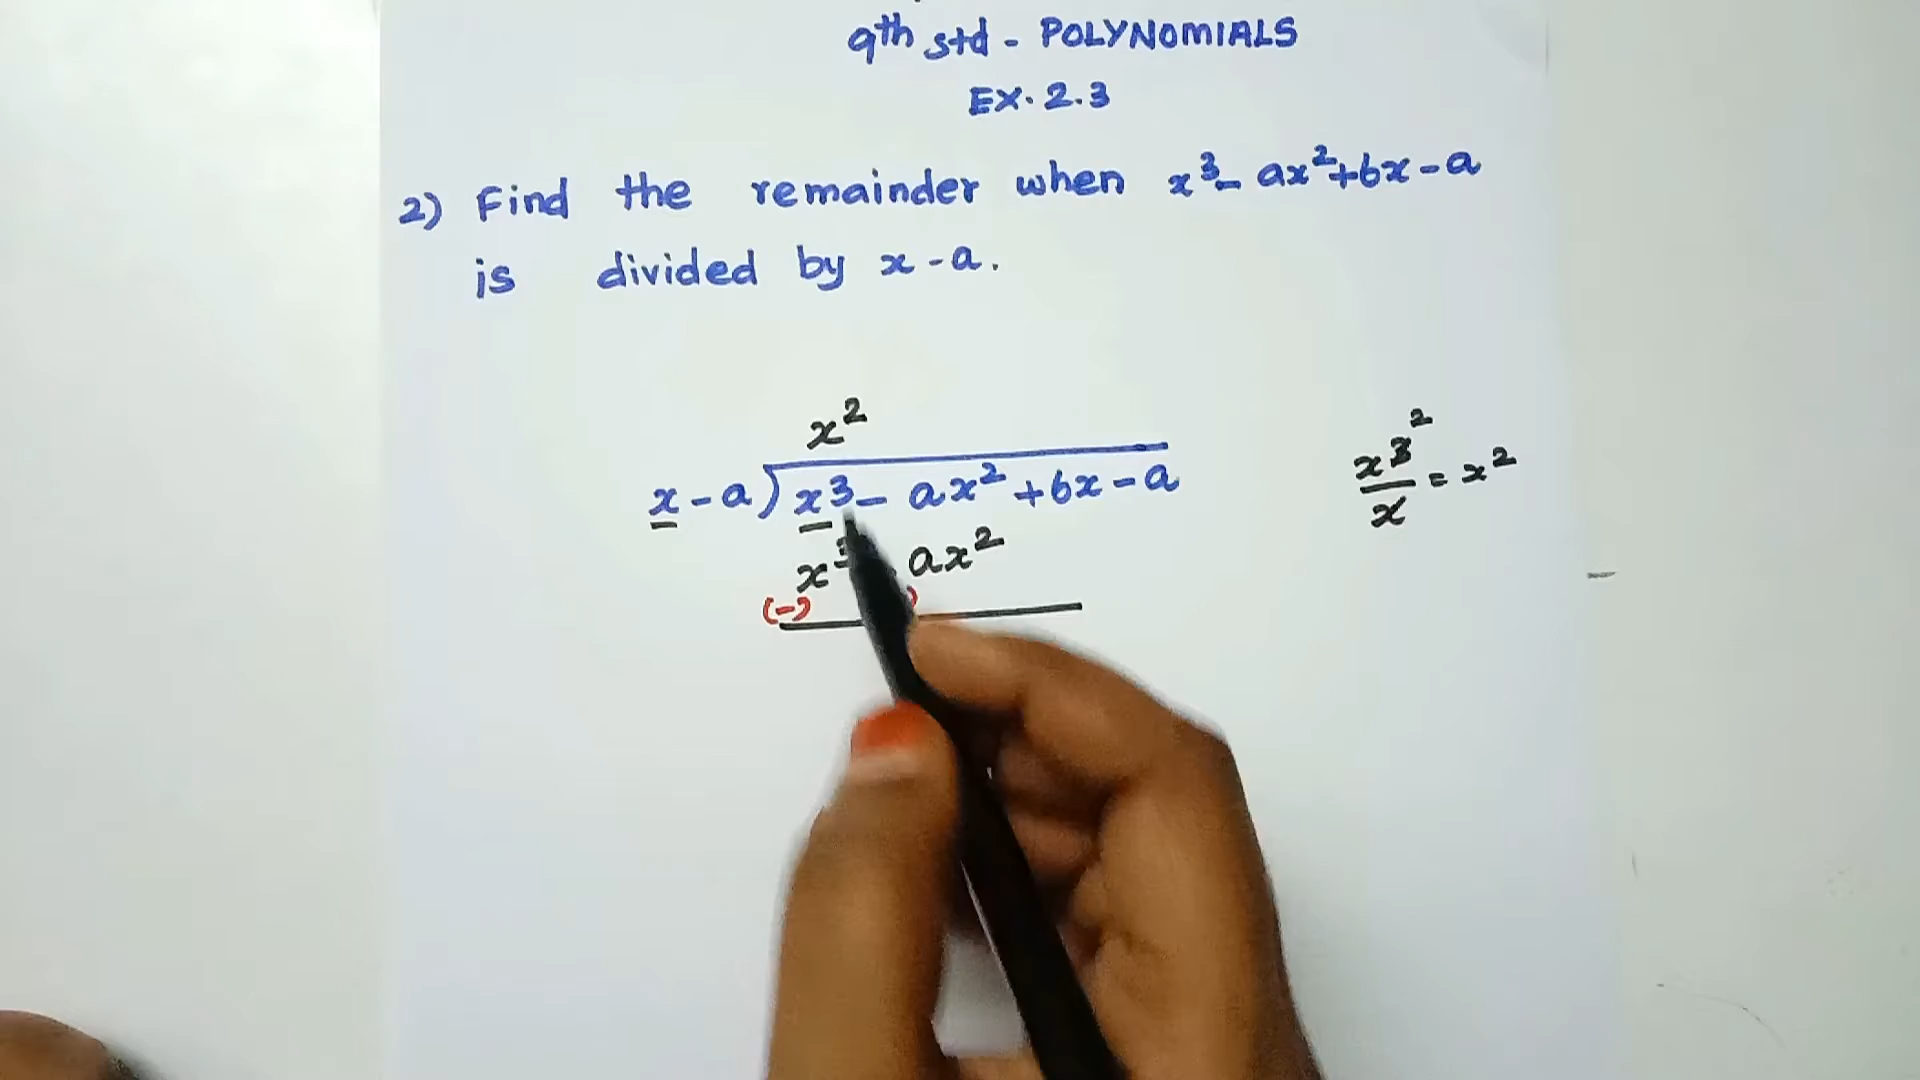 9th std - POLYNOMIALS
EX. 2.3
2) Find the remainder when x³ - ax² + 6x - a
is divided by x - a.
x²
x - a) x³ - ax² + 6x - a
x³ ax²
(-) )
x³ ² / x = x²